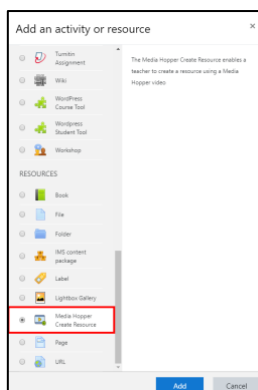 Add an activity or resource
×
Turnitin
Assignment
Wiki
WordPress
Course Tool
Wordpress
Student Tool
Workshop
RESOURCES
Book
File
Folder
IMS content
package
Label
Lightbox Gallery
Media Hopper
Create Resource
Page
URL
The Media Hopper Create Resource enables a
teacher to create a resource using a Media
Hopper video
Add
Cancel